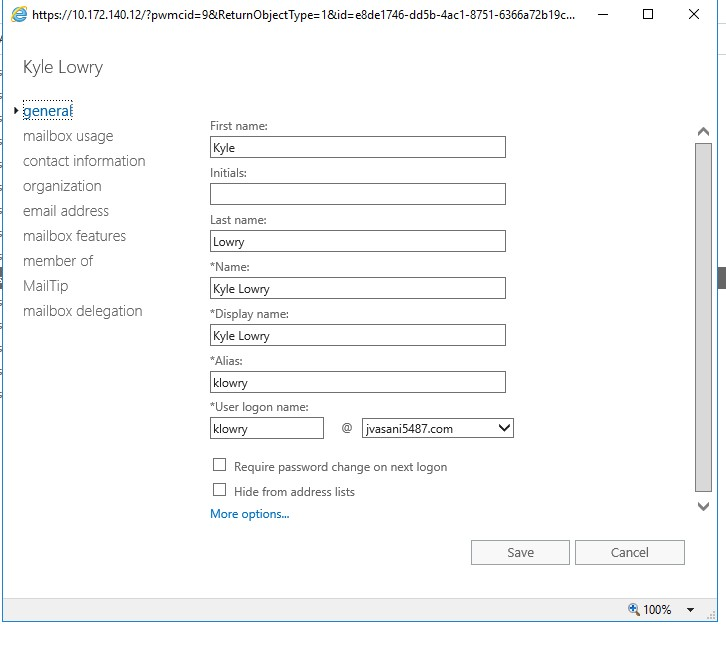 https://10.172.140.12/?pwmcid=9&ReturnObjectType=1&id=e8de1746-dd5b-4ac1-8751-6366a72b19c...
Kyle Lowry
general
mailbox usage
contact information
organization
email address
mailbox features
member of
MailTip
mailbox delegation
First name:
Kyle
Initials:
Last name:
Lowry
*Name:
Kyle Lowry
*Display name:
Kyle Lowry
*Alias:
klowry
*User logon name:
klowry @ jvasani5487.com
Require password change on next logon
Hide from address lists
More options...
Save Cancel
100%